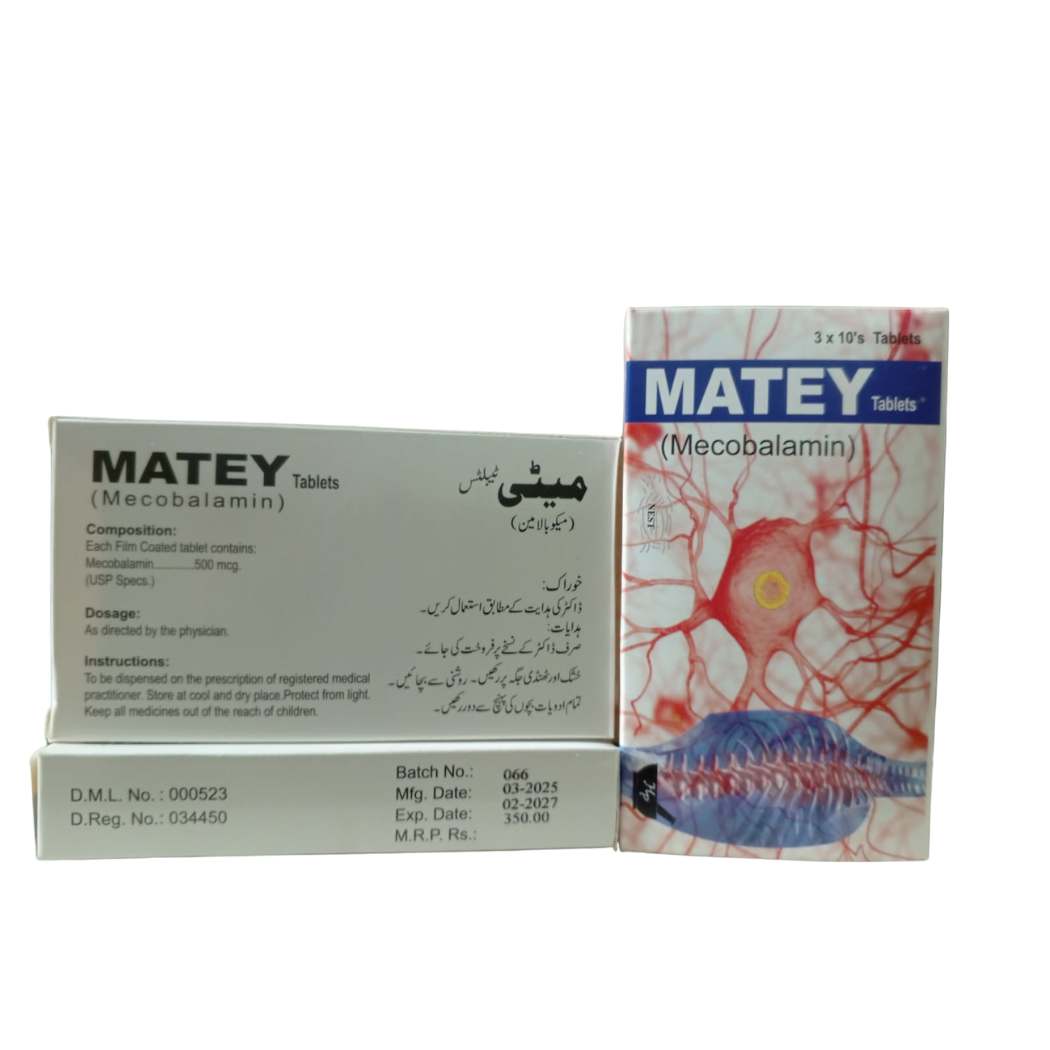 MATEY Tablets
(Mecobalamin)
Composition:
Each Film Coated tablet contains:
Mecobalamin............500 mcg.
(USP Specs.)
Dosage:
As directed by the physician.
Instructions:
To be dispensed on the prescription of registered medical
practitioner. Store at cool and dry place.Protect from light.
Keep all medicines out of the reach of children.
میٹی ٹیبلٹس
(میکوبالامین)
خوراک:
ڈاکٹر کی ہدایت کے مطابق استعمال کریں۔
ہدایات:
صرف ڈاکٹر کے نسخے پر فروخت کی جائے۔
خشک اور ٹھنڈی جگہ پر رکھیں۔ روشنی سے بچائیں۔
تمام ادویات بچوں کی پہنچ سے دور رکھیں۔
D.M.L. No. : 000523
D.Reg. No.: 034450
Batch No.: 066
Mfg. Date: 03-2025
Exp. Date: 02-2027
M.R.P. Rs.: 350.00
3 x 10's Tablets
MATEY Tablets
(Mecobalamin)
NEST